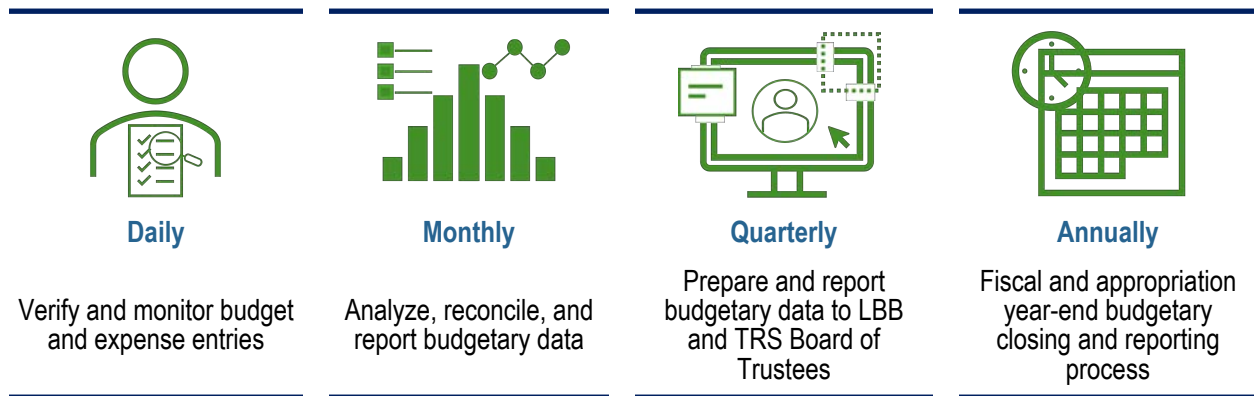 Daily
Verify and monitor budget
and expense entries
Monthly
Analyze, reconcile, and
report budgetary data
Quarterly
Prepare and report
budgetary data to LBB
and TRS Board of
Trustees
Annually
Fiscal and appropriation
year-end budgetary
closing and reporting
process